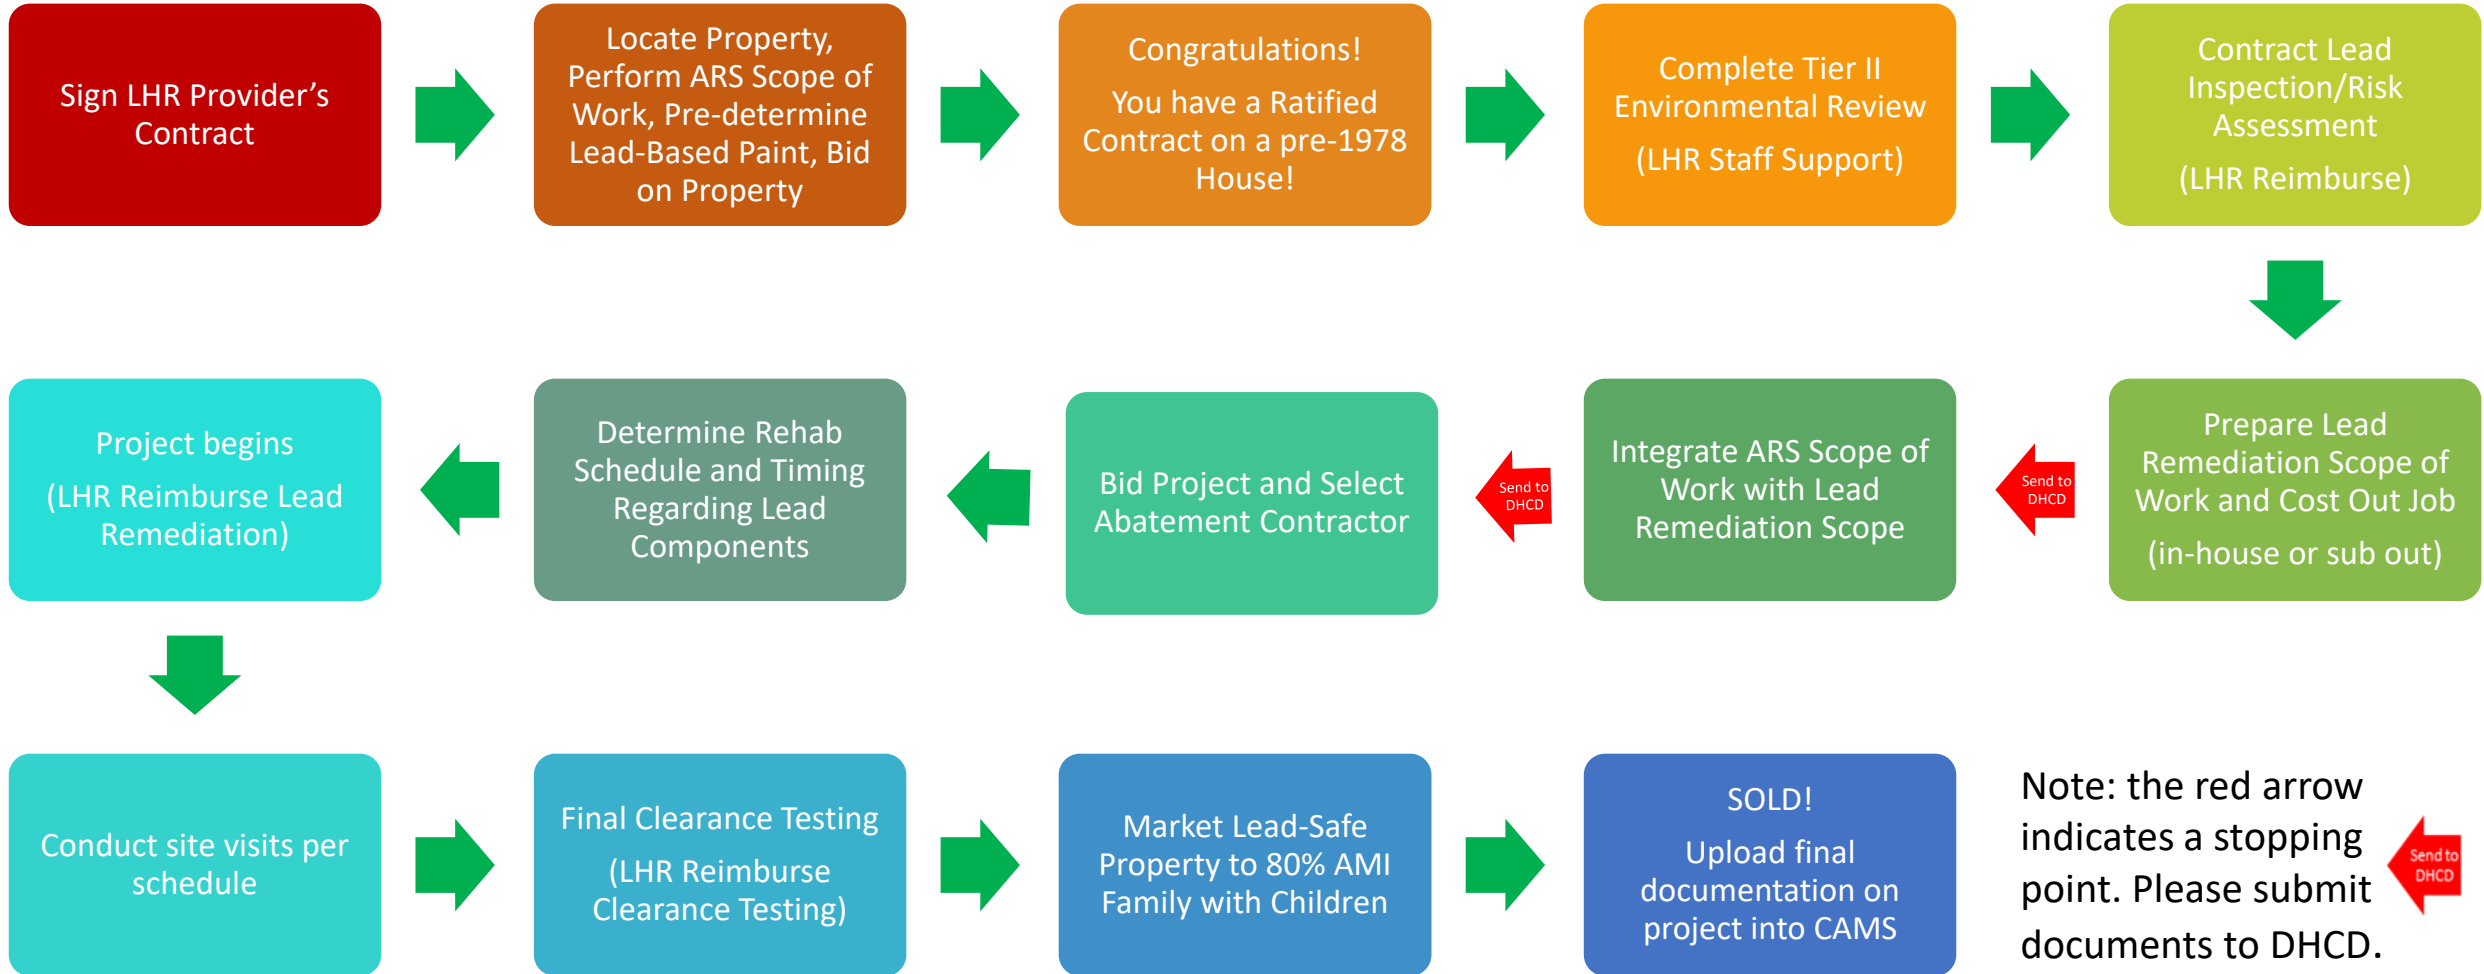 Sign LHR Provider’s
Contract
Locate Property,
Perform ARS Scope of
Work, Pre-determine
Lead-Based Paint, Bid
on Property
Congratulations!
You have a Ratified
Contract on a pre-1978
House!
Complete Tier II
Environmental Review
(LHR Staff Support)
Contract Lead
Inspection/Risk
Assessment
(LHR Reimburse)
Prepare Lead
Remediation Scope of
Work and Cost Out Job
(in-house or sub out)
Send to
DHCD
Integrate ARS Scope of
Work with Lead
Remediation Scope
Send to
DHCD
Bid Project and Select
Abatement Contractor
Determine Rehab
Schedule and Timing
Regarding Lead
Components
Project begins
(LHR Reimburse Lead
Remediation)
Conduct site visits per
schedule
Final Clearance Testing
(LHR Reimburse
Clearance Testing)
Market Lead-Safe
Property to 80% AMI
Family with Children
SOLD!
Upload final
documentation on
project into CAMS
Note: the red arrow
indicates a stopping
point. Please submit
documents to DHCD.
Send to
DHCD